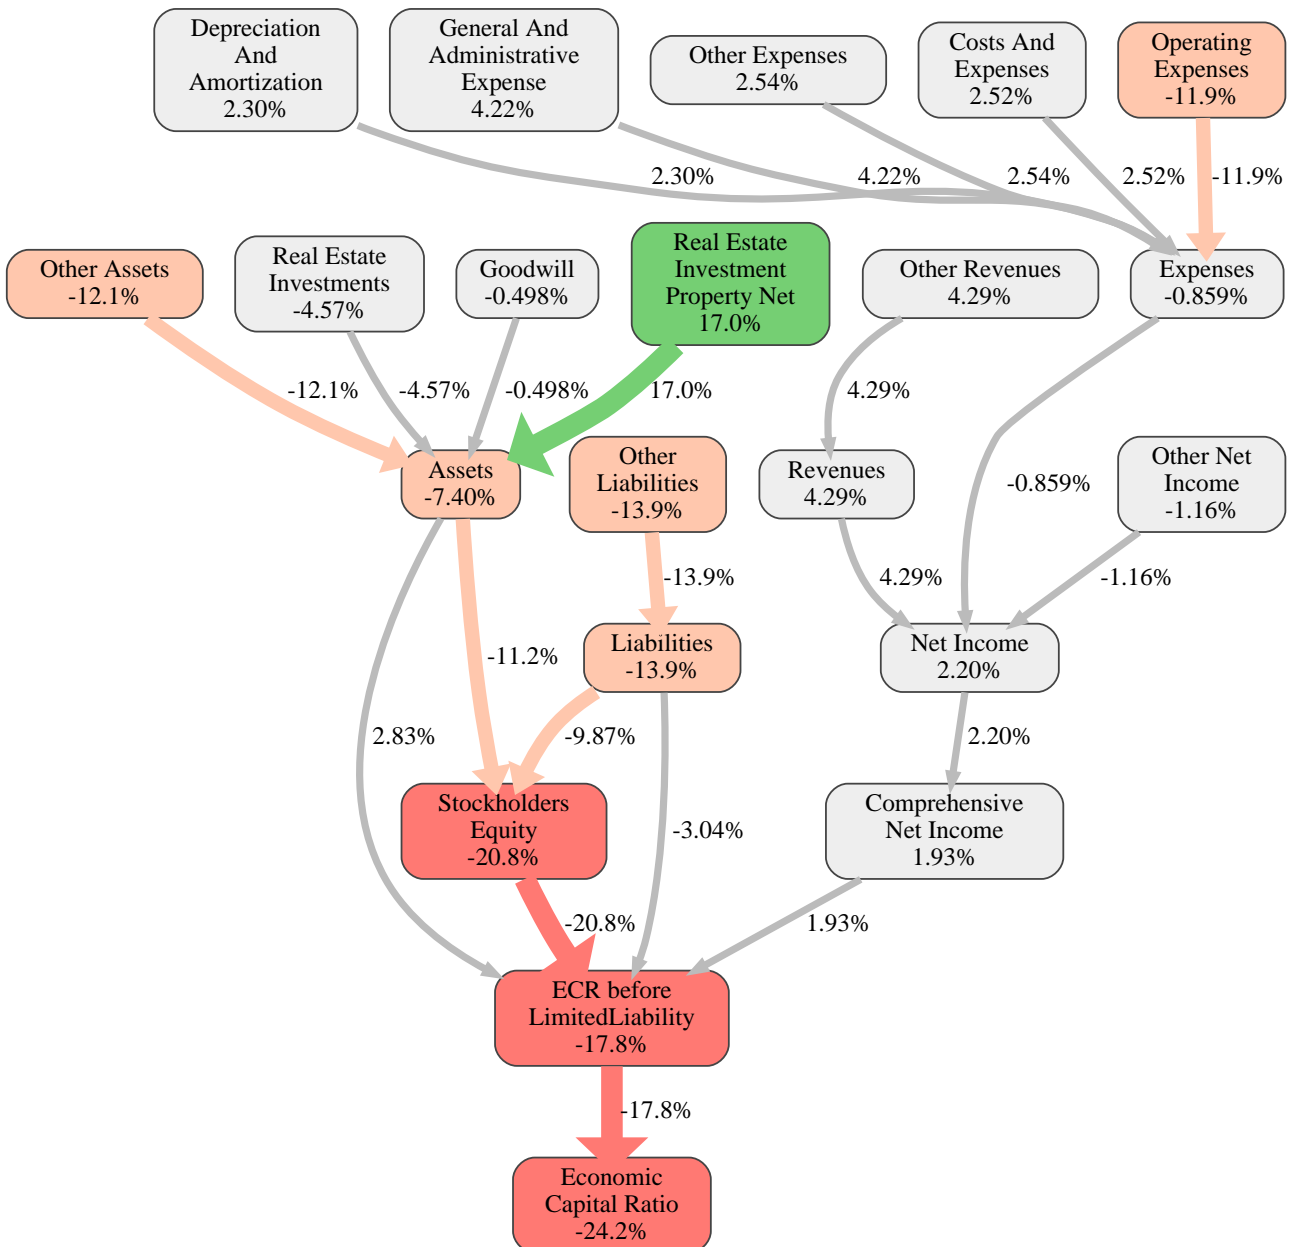 Depreciation
And
Amortization
2.30%
General And
Administrative
Expense
4.22%
Other Expenses
2.54%
Costs And
Expenses
2.52%
Operating
Expenses
-11.9%
2.30%
4.22%
2.54%
2.52%
-11.9%
Other Assets
-12.1%
Real Estate
Investments
-4.57%
Goodwill
-0.498%
Real Estate
Investment
Property Net
17.0%
Other Revenues
4.29%
Expenses
-0.859%
-12.1%
-4.57%
-0.498%
17.0%
4.29%
Assets
-7.40%
Other
Liabilities
-13.9%
Revenues
4.29%
-0.859%
Other Net
Income
-1.16%
-13.9%
4.29%
-1.16%
-11.2%
Liabilities
-13.9%
Net Income
2.20%
2.83%
-9.87%
2.20%
Stockholders
Equity
-20.8%
-3.04%
Comprehensive
Net Income
1.93%
-20.8%
1.93%
ECR before
LimitedLiability
-17.8%
-17.8%
Economic
Capital Ratio
-24.2%